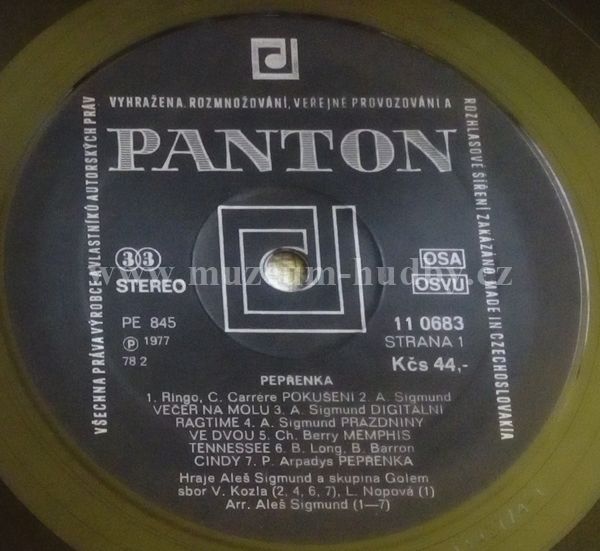 VYHRAŽENA. ROZMNOŽOVÁNÍ, VEŘEJNÉ PROVOZOVÁNÍ A
VŠECHNA PRÁVA VÝROBCE A VLASTNÍKŮ AUTORSKÝCH PRÁV
ROZHLASOVÉ ŠÍŘENÍ ZAKÁZÁNO. MADE IN CZECHOSLOVAKIA
PANTON
www.muzeum-hudby.cz
33
STEREO
OSA
OSVU
PE 845
Ⓟ 1977
78 2
11 0683
STRANA 1
Kčs 44,-
PEPŘENKA
1. Ringo, C. Carrére POKUŠENÍ 2. A. Sigmund
VEČER NA MOLU 3. A. Sigmund DIGITÁLNÍ
RAGTIME 4. A. Sigmund PRÁZDNINY
VE DVOU 5. Ch. Berry MEMPHIS
TENNESSEE 6. B. Long, B. Barron
CINDY 7. P. Arpadys PEPŘENKA
Hraje Aleš Sigmund a skupina Golem
sbor V. Kozla (2, 4, 6, 7), L. Nopová (1)
Arr. Aleš Sigmund (1—7)